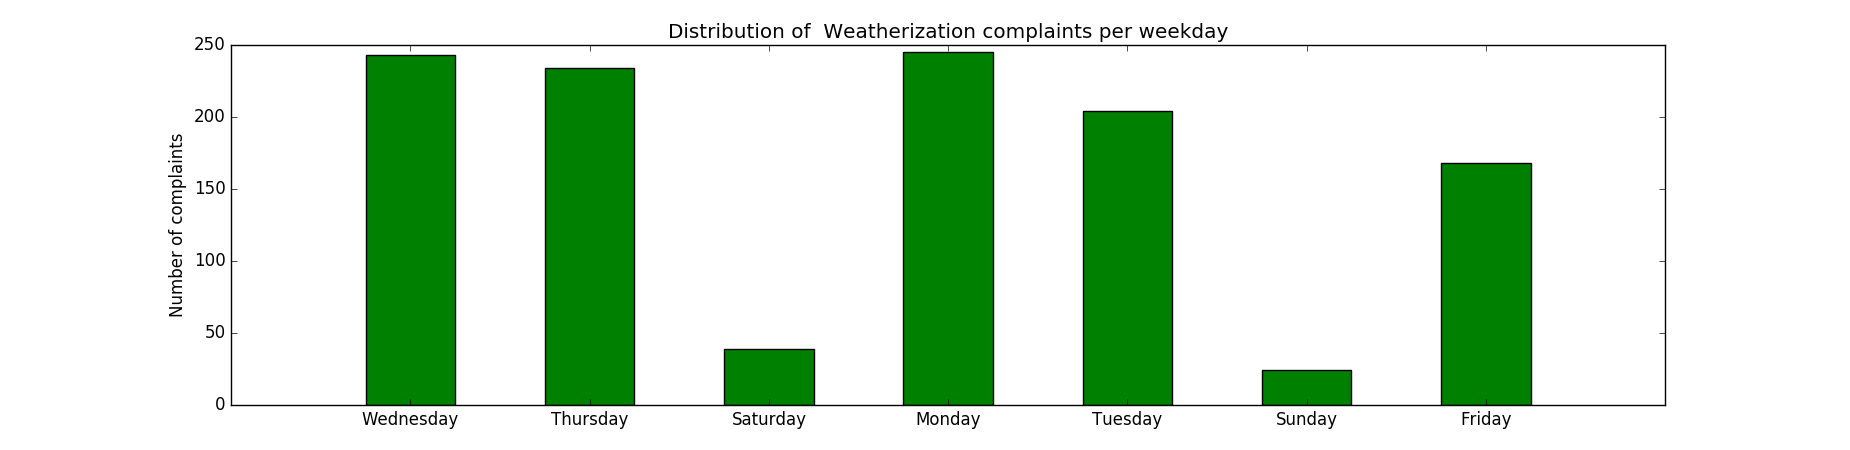 Distribution of  Weatherization complaints per weekday
Number of complaints
250
200
150
100
50
0
Wednesday Thursday Saturday Monday Tuesday Sunday Friday